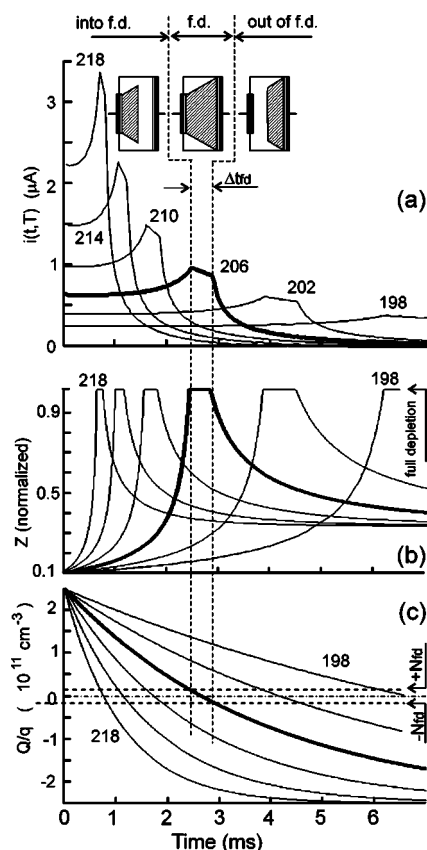 into f.d. f.d. out of f.d.
218
3
i(t,T) (μA)
2
214
210
1
206
202
198
0
Δtfd
(a)
Z (normalized)
0.9
0.5
0.1
218
198
full depletion
(b)
Q/q ( 10¹¹ cm⁻³ )
2
1
0
-1
-2
198
218
+Nfd
-Nfd
(c)
0 1 2 3 4 5 6 7
Time (ms)